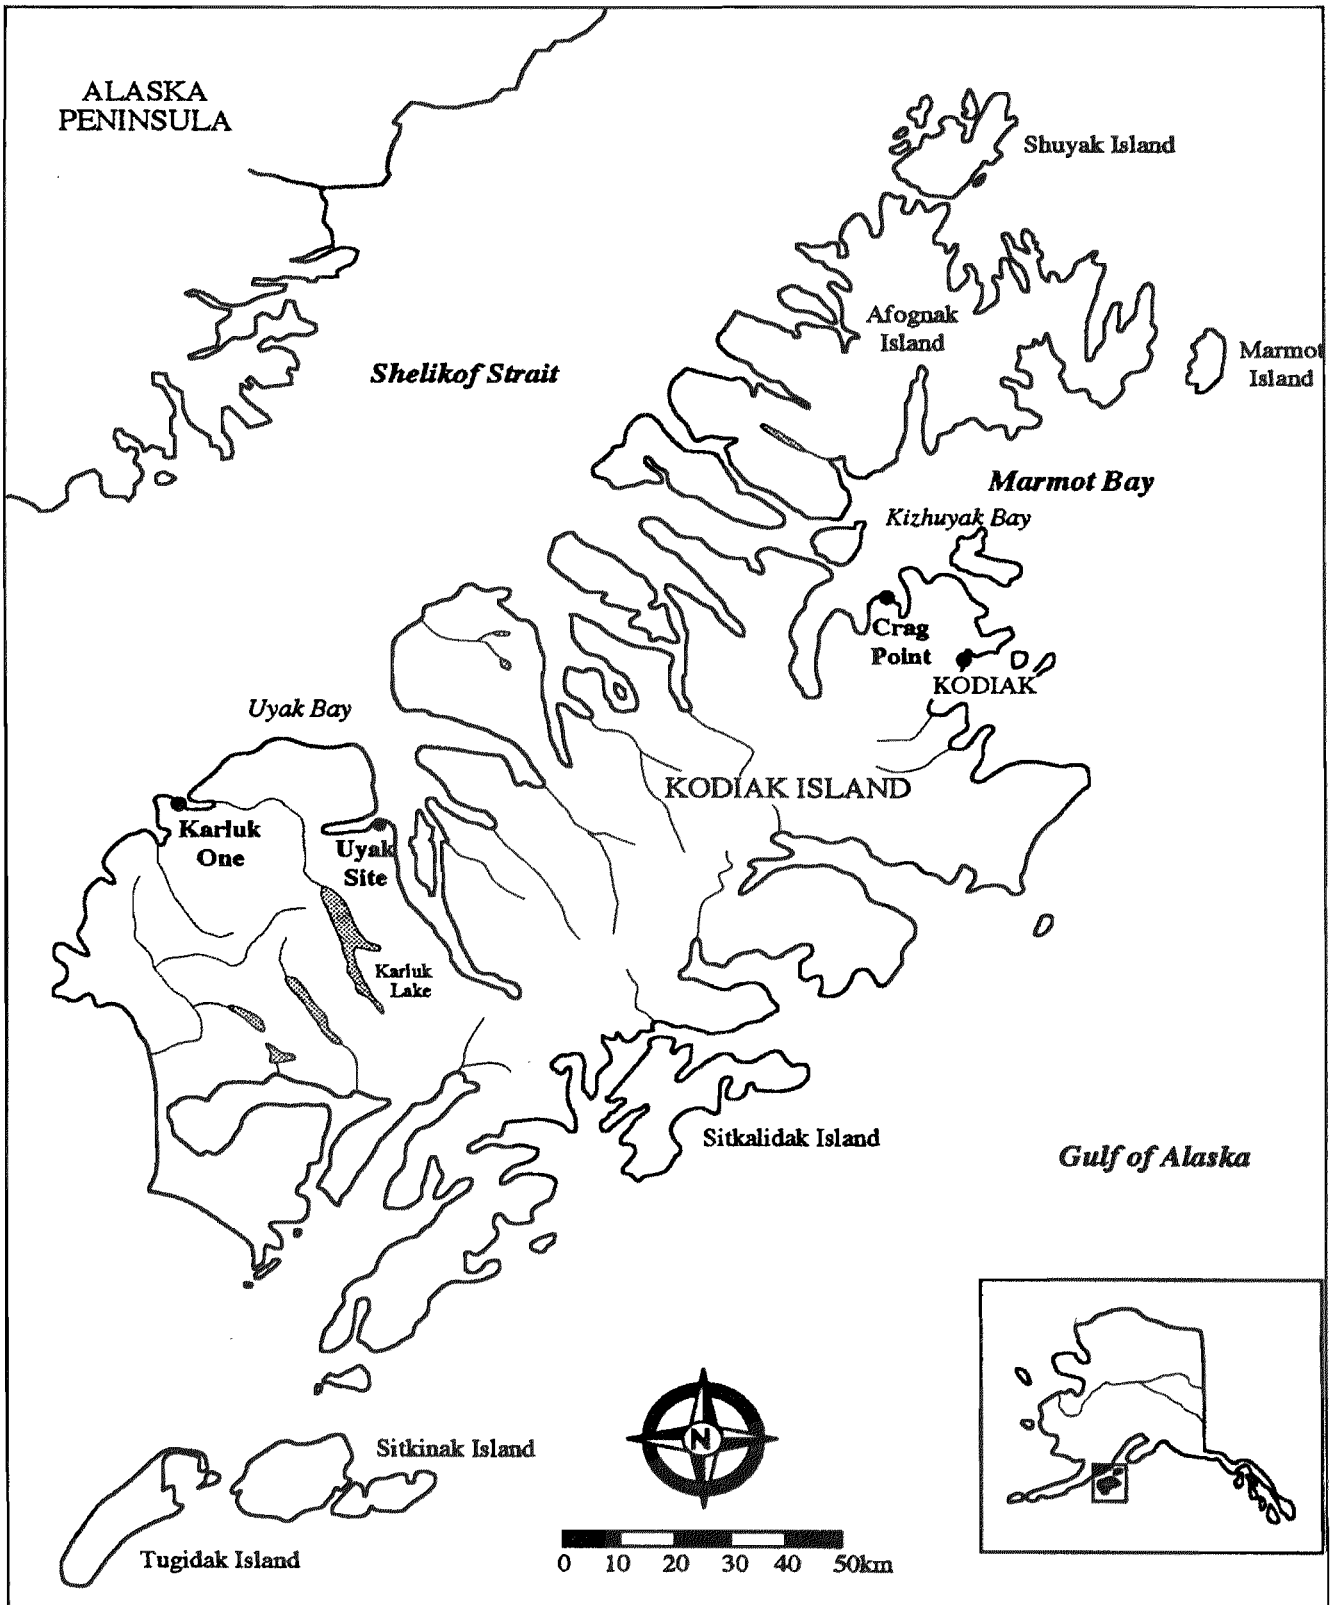 ALASKA
PENINSULA
Shuyak Island
Afognak
Island
Marmot
Island
Shelikof Strait
Marmot Bay
Kizhuyak Bay
Crag
Point
KODIAK
Uyak Bay
KODIAK ISLAND
Karluk
One
Uyak
Site
Karluk
Lake
Sitkalidak Island
Gulf of Alaska
N
Sitkinak Island
Tugidak Island
0 10 20 30 40 50km